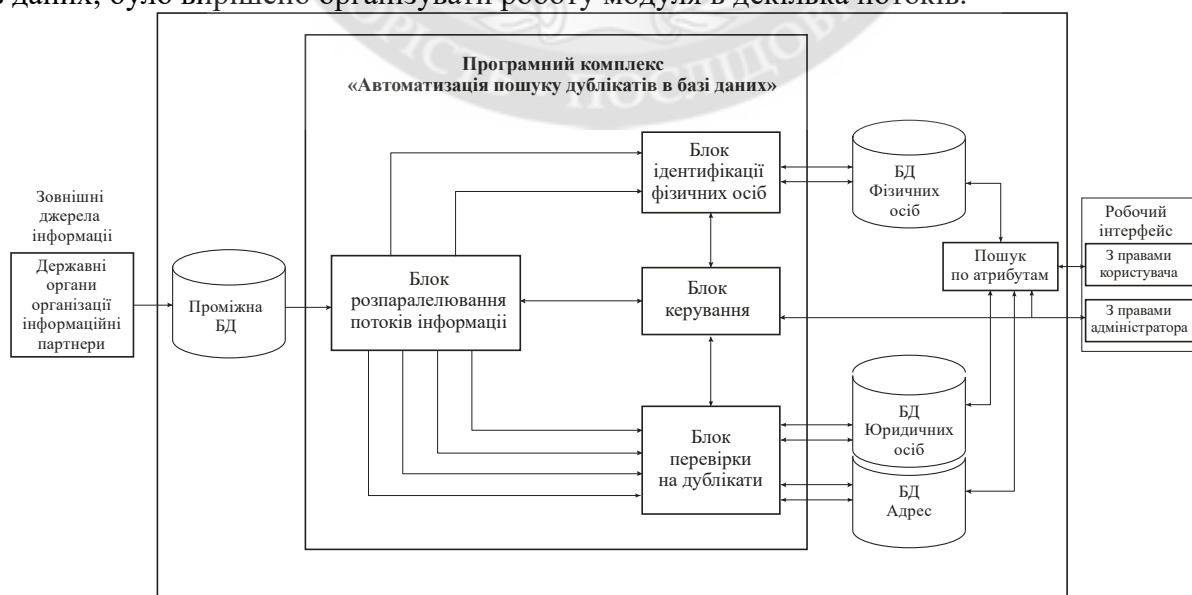 в даних, було вирішено організувати роботу модуля в декілька потоків.
ПОСЛІДОВ
Програмний комплекс
«Автоматизація пошуку дублікатів в базі даних»
Зовнішні
джерела
інформації
Державні
органи
організації
інформаційні
партнери
Проміжна
БД
Блок
розпаралелювання
потоків інформації
Блок
ідентифікації
фізичних осіб
Блок
керування
Блок
перевірки
на дублікати
БД
Фізичних
осіб
Пошук
по атрибутам
БД
Юридичних
осіб
БД
Адрес
Робочий
інтерфейс
З правами
користувача
З правами
адміністратора